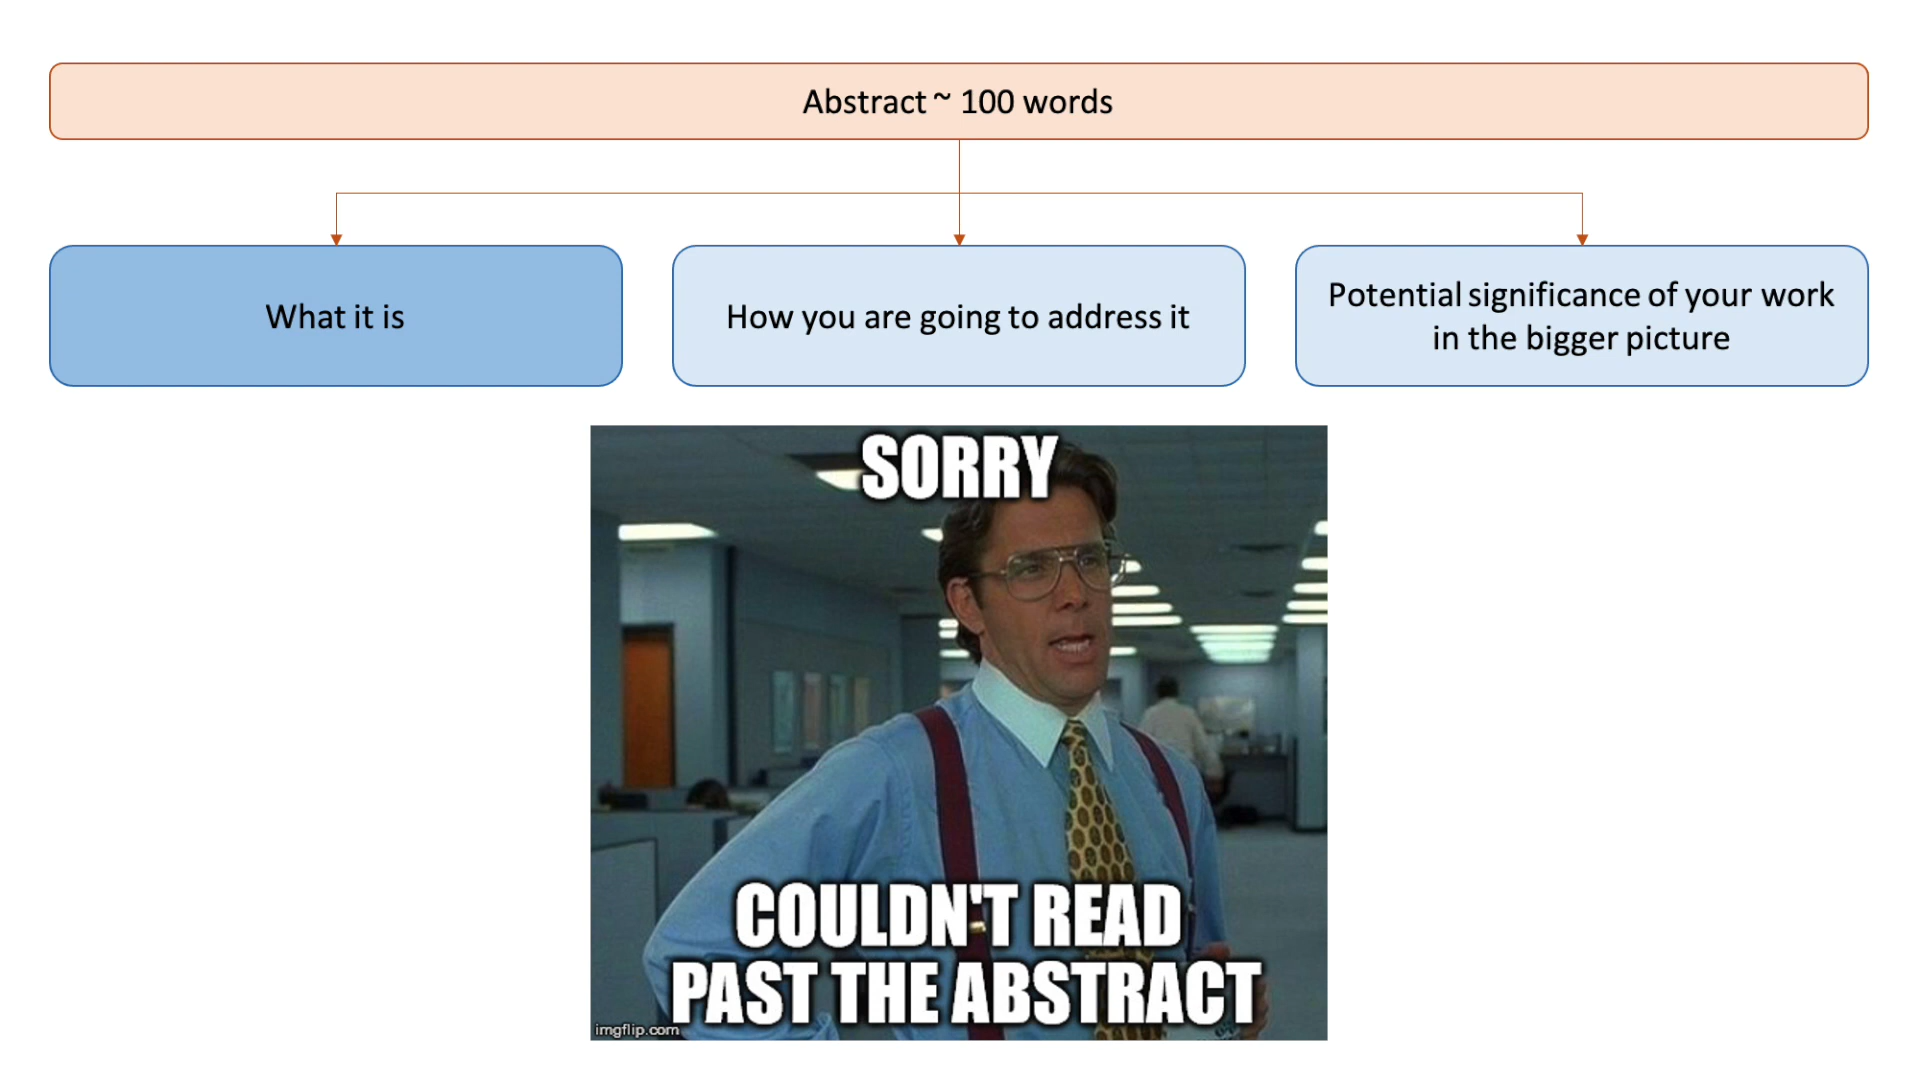 Abstract ~ 100 words
What it is
How you are going to address it
Potential significance of your work
in the bigger picture
SORRY
COULDN'T READ
PAST THE ABSTRACT
imgflip.com